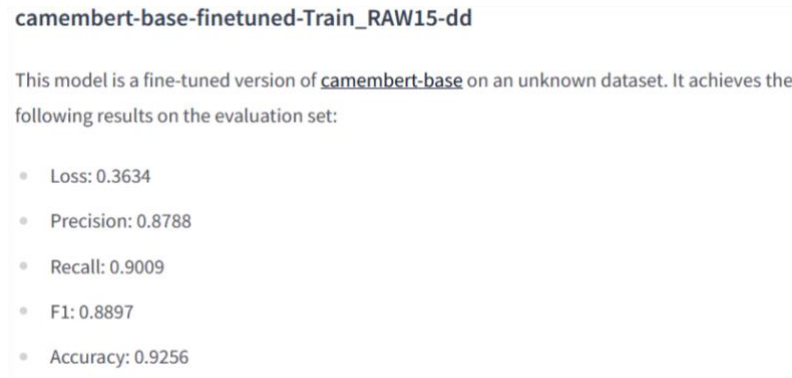 camembert-base-finetuned-Train_RAW15-dd
This model is a fine-tuned version of camembert-base on an unknown dataset. It achieves the
following results on the evaluation set:
Loss: 0.3634
Precision: 0.8788
Recall: 0.9009
F1: 0.8897
Accuracy: 0.9256